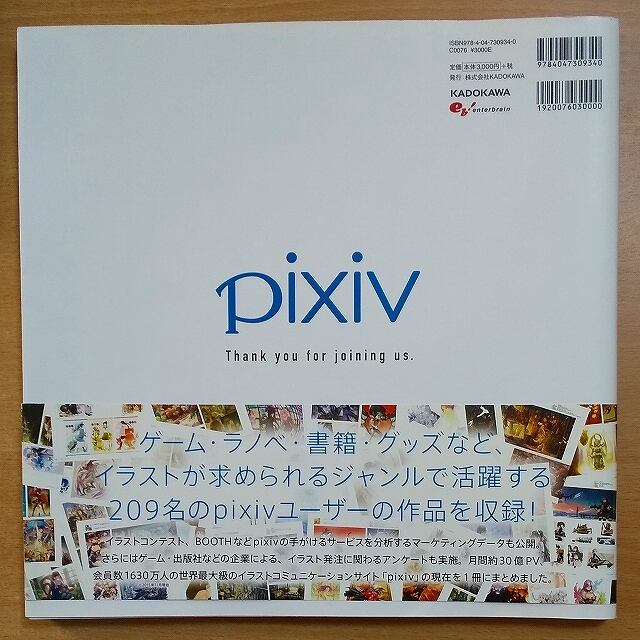 ISBN978-4-04-730934-0
C0076 ¥3000E
定価 本体3,000円 +税
発行 株式会社KADOKAWA
9784047309340
KADOKAWA
eb! enterbrain
1920076030000
pixiv
Thank you for joining us.
ゲーム・ラノベ・書籍・グッズなど、
イラストが求められるジャンルで活躍する
209名のpixivユーザーの作品を収録!
イラストコンテスト、BOOTHなどpixivの手がけるサービスを分析するマーケティングデータも公開。
さらにはゲーム・出版社などの企業による、イラスト発注に関わるアンケートも実施。月間約30億PV、
会員数1630万人の世界最大級のイラストコミュニケーションサイト「pixiv」の現在を1冊にまとめました。